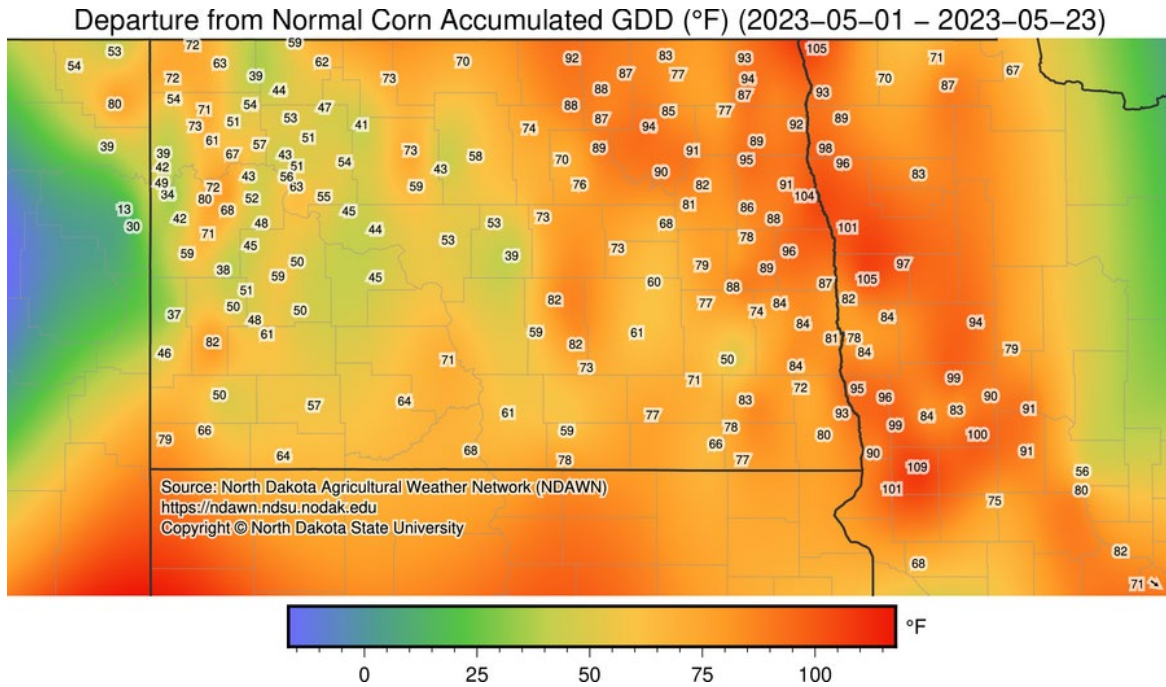 Departure from Normal Corn Accumulated GDD (°F) (2023−05−01 − 2023−05−23)
53 72 59
54 63 62 70 92 83 93 105 71
72 39 73 88 87 77 94 70 87 67
80 54 44 87 93
71 54 47 88 85 77
73 51 53 41 74 87 94 92 89
39 61 57 51 89
39 67 43 73 58 89 91 98
42 51 54 43 70 95 96
49 43 56 90 83
34 72 63 59 76 82 91
80 52 55 104
13 68 45 81 86
30 42 48 53 73 68 88 101
71 44 78
59 45 53 73 96
50 39 79 97
38 59 45 60 89 105
51 88 87
37 50 50 82 77 74 84 82
48 84 84 94
82 61 59 61 81 78
46 82 84 79
71 73 50 84
71 72 95 99
50 64 83 96 90
57 61 77 93 84 83 91
66 59 78 99
79 66 80 100
64 68 78 77 90 91
109 56
101 80
75
Source: North Dakota Agricultural Weather Network (NDAWN)
https://ndawn.ndsu.nodak.edu
Copyright © North Dakota State University
82
68
71
°F
0 25 50 75 100